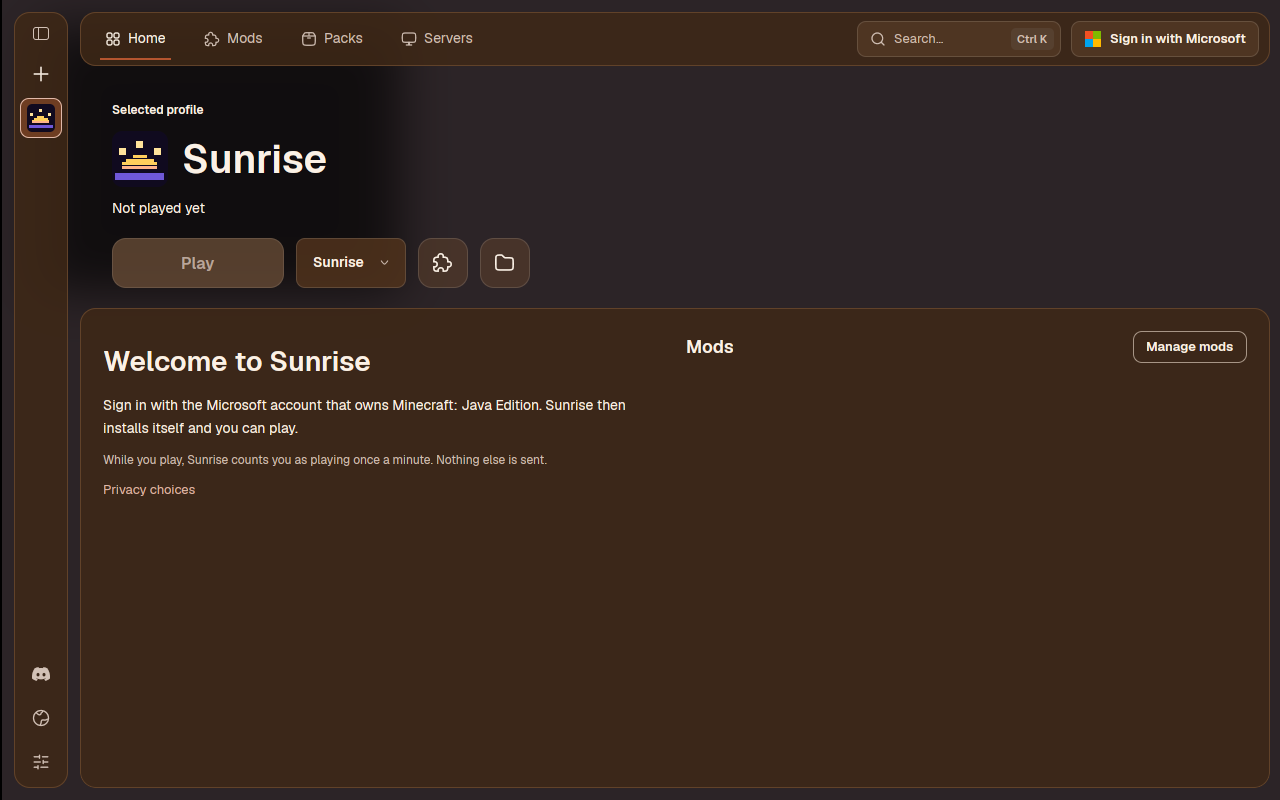 Home
Mods
Packs
Servers
Search...
Ctrl K
Sign in with Microsoft
Selected profile
Sunrise
Not played yet
Play
Sunrise
Welcome to Sunrise
Sign in with the Microsoft account that owns Minecraft: Java Edition. Sunrise then
installs itself and you can play.
While you play, Sunrise counts you as playing once a minute. Nothing else is sent.
Privacy choices
Mods
Manage mods